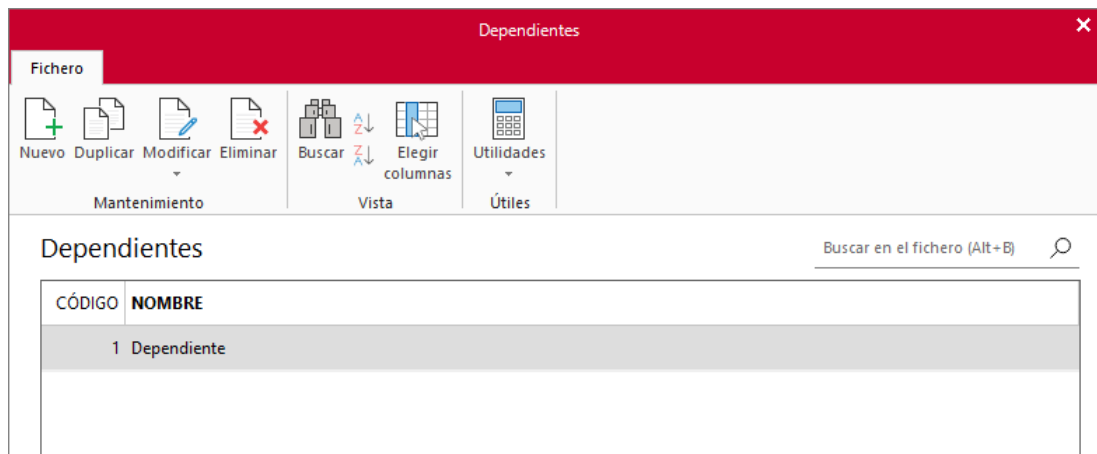 Dependientes
Fichero
Nuevo Duplicar Modificar Eliminar Buscar Elegir columnas Utilidades
Mantenimiento Vista Útiles
Dependientes
Buscar en el fichero (Alt+B)
CÓDIGO NOMBRE
1 Dependiente